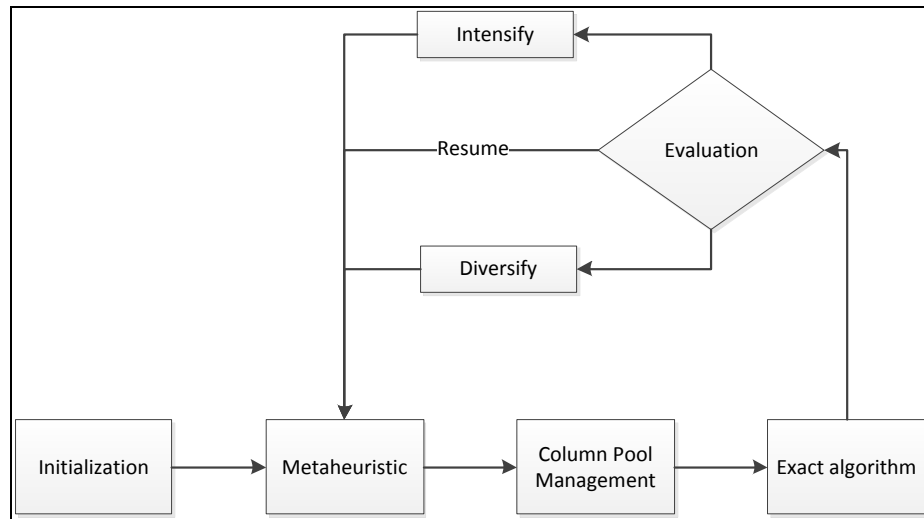 Intensify
Resume
Evaluation
Diversify
Initialization
Metaheuristic
Column Pool
Management
Exact algorithm